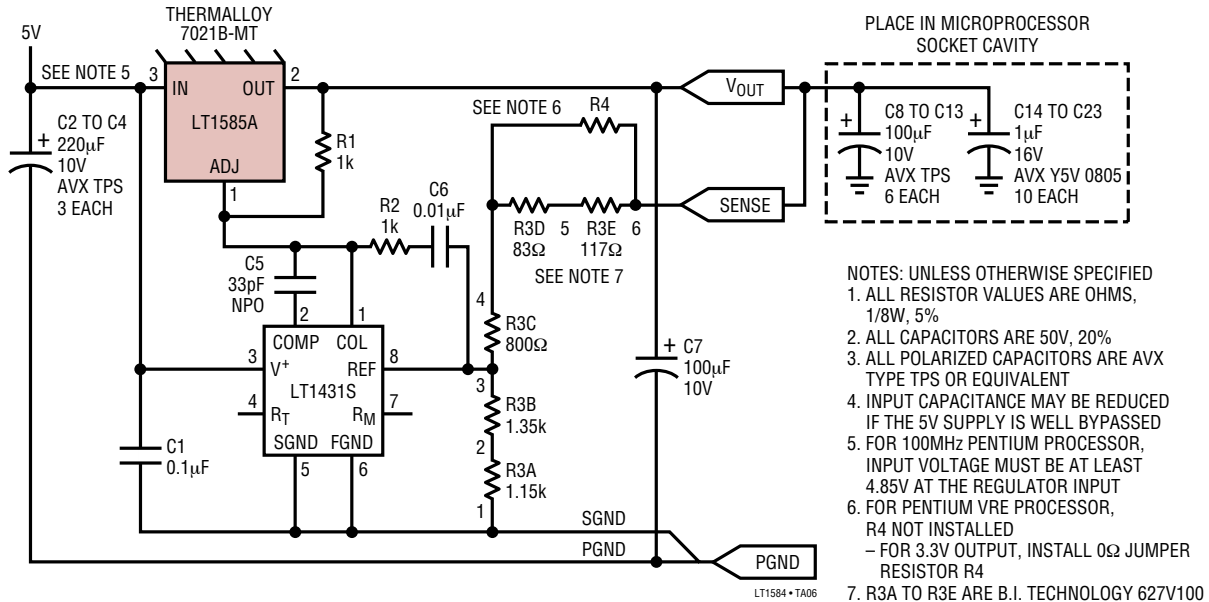 THERMALLOY
7021B-MT
5V
SEE NOTE 5
3
IN
OUT
2
LT1585A
ADJ
1
+
C2 TO C4
220µF
10V
AVX TPS
3 EACH
R1
1k
SEE NOTE 6
R4
VOUT
PLACE IN MICROPROCESSOR
SOCKET CAVITY
+
C8 TO C13
100µF
10V
AVX TPS
6 EACH
+
C14 TO C23
1µF
16V
AVX Y5V 0805
10 EACH
R2
1k
C6
0.01µF
R3D
83Ω
5
R3E
117Ω
6
SENSE
SEE NOTE 7
C5
33pF
NPO
2
1
COMP
COL
3
V+
REF
8
LT1431S
4
RT
RM
7
SGND
FGND
5
6
4
R3C
800Ω
3
R3B
1.35k
2
R3A
1.15k
1
+
C7
100µF
10V
C1
0.1µF
SGND
PGND
PGND
LT1584 • TA06
NOTES: UNLESS OTHERWISE SPECIFIED
1. ALL RESISTOR VALUES ARE OHMS,
1/8W, 5%
2. ALL CAPACITORS ARE 50V, 20%
3. ALL POLARIZED CAPACITORS ARE AVX
TYPE TPS OR EQUIVALENT
4. INPUT CAPACITANCE MAY BE REDUCED
IF THE 5V SUPPLY IS WELL BYPASSED
5. FOR 100MHz PENTIUM PROCESSOR,
INPUT VOLTAGE MUST BE AT LEAST
4.85V AT THE REGULATOR INPUT
6. FOR PENTIUM VRE PROCESSOR,
R4 NOT INSTALLED
– FOR 3.3V OUTPUT, INSTALL 0Ω JUMPER
RESISTOR R4
7. R3A TO R3E ARE B.I. TECHNOLOGY 627V100